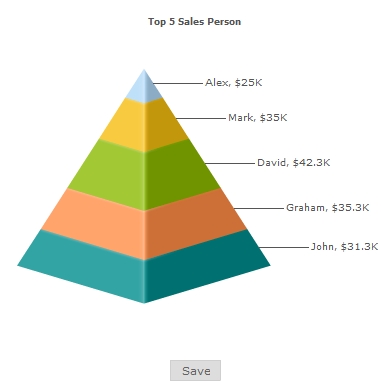 Top 5 Sales Person
Alex, $25K
Mark, $35K
David, $42.3K
Graham, $35.3K
John, $31.3K
Save